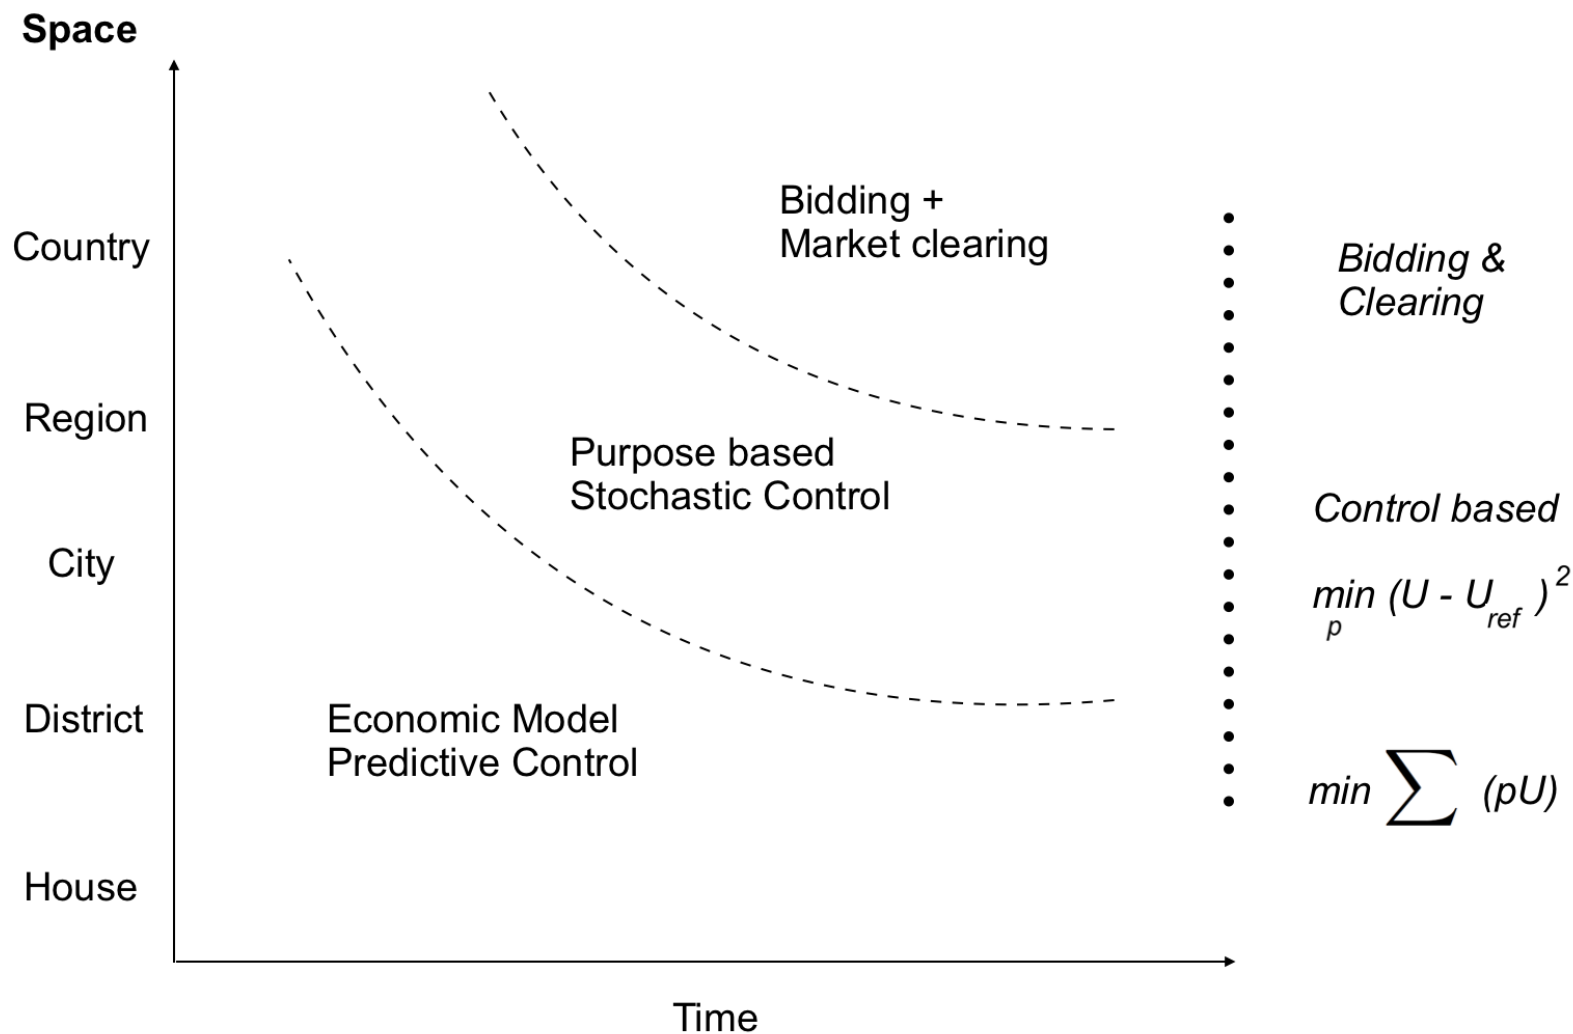 Space
Country
Region
City
District
House
Bidding +
Market clearing
Purpose based
Stochastic Control
Economic Model
Predictive Control
Bidding &
Clearing
Control based
min (U - U_ref )^2
p
min ∑ (pU)
Time